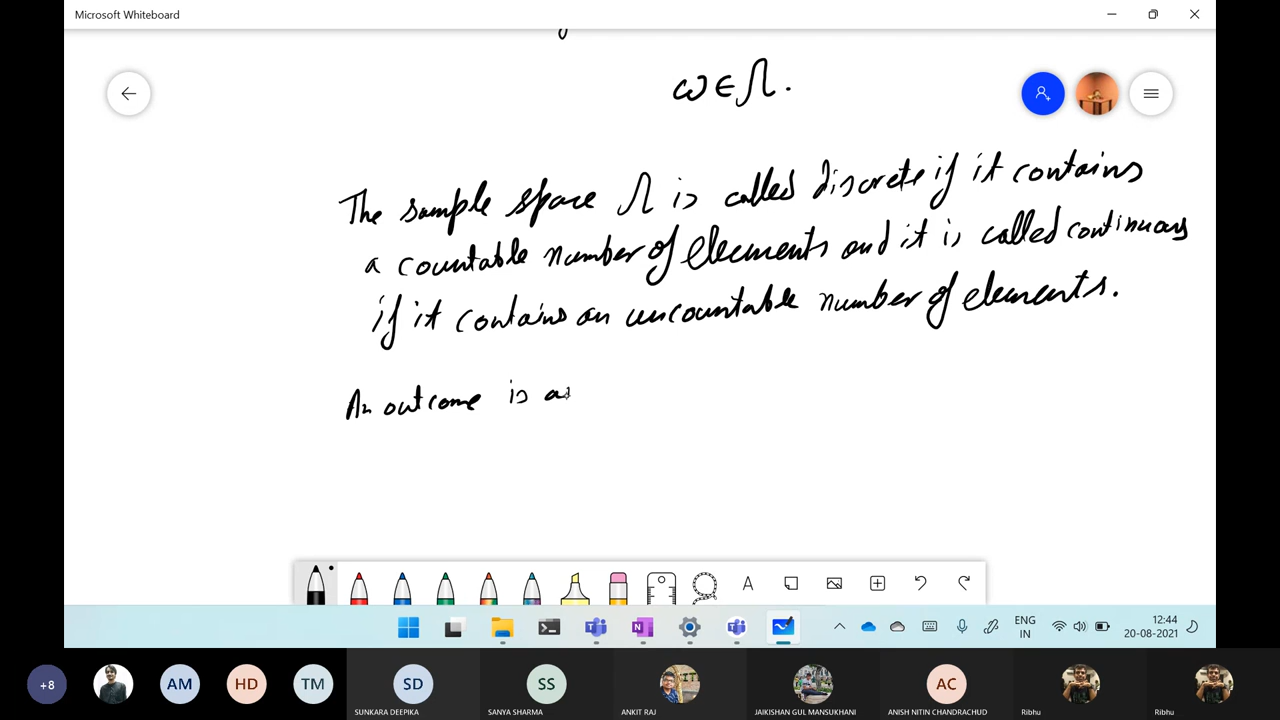 Microsoft Whiteboard
ω ∈ Ω.
The sample space Ω is called discrete if it contains
a countable number of elements and it is called continuous
if it contains an uncountable number of elements.
An outcome is a
A
ENG
IN
12:44
20-08-2021
+8
AM
HD
TM
SD
SS
AC
SUNKARA DEEPIKA
SANYA SHARMA
ANKIT RAJ
JAIKISHAN GUL MANSUKHANI
ANISH NITIN CHANDRACHUD
Ribhu
Ribhu